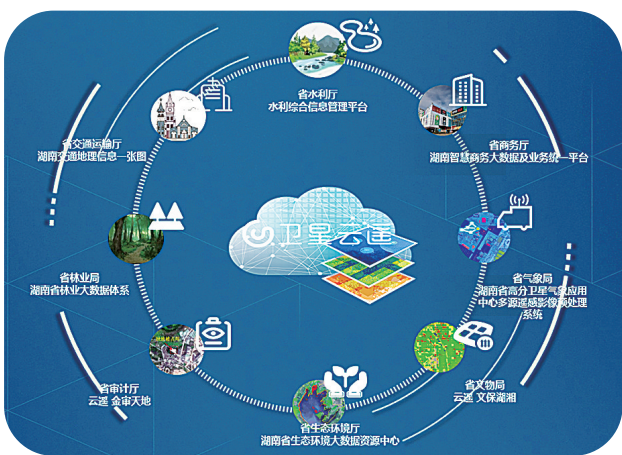 省水利厅
水利综合信息管理平台
省商务厅
湖南智慧商务大数据及业务统一平台
省气象局
湖南省高分卫星气象应用
中心多源遥感影像预处理
系统
省文物局
云遥 文保湖湘
省生态环境厅
湖南省生态环境大数据资源中心
省审计厅
云遥 金审天地
省林业局
湖南省林业大数据体系
省交通运输厅
湖南交通地理信息一张图
卫星云遥